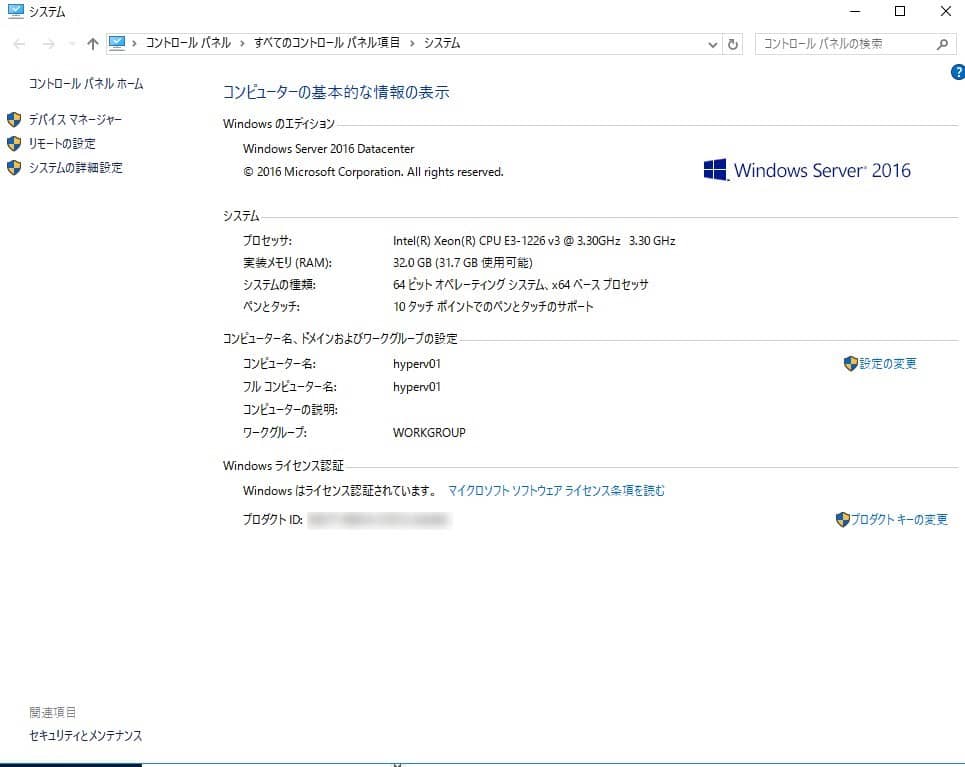 システム
コントロール パネル › すべてのコントロール パネル項目 › システム
コントロール パネルの検索
コントロール パネル ホーム
デバイス マネージャー
リモートの設定
システムの詳細設定
コンピューターの基本的な情報の表示
Windows のエディション
Windows Server 2016 Datacenter
© 2016 Microsoft Corporation. All rights reserved.
Windows Server® 2016
システム
プロセッサ: Intel(R) Xeon(R) CPU E3-1226 v3 @ 3.30GHz 3.30 GHz
実装メモリ (RAM): 32.0 GB (31.7 GB 使用可能)
システムの種類: 64 ビット オペレーティング システム、x64 ベース プロセッサ
ペンとタッチ: 10 タッチ ポイントでのペンとタッチのサポート
コンピューター名、ドメインおよびワークグループの設定
コンピューター名: hyperv01
設定の変更
フル コンピューター名: hyperv01
コンピューターの説明:
ワークグループ: WORKGROUP
Windows ライセンス認証
Windows はライセンス認証されています。 マイクロソフト ソフトウェア ライセンス条項を読む
プロダクト ID:
プロダクト キーの変更
関連項目
セキュリティとメンテナンス